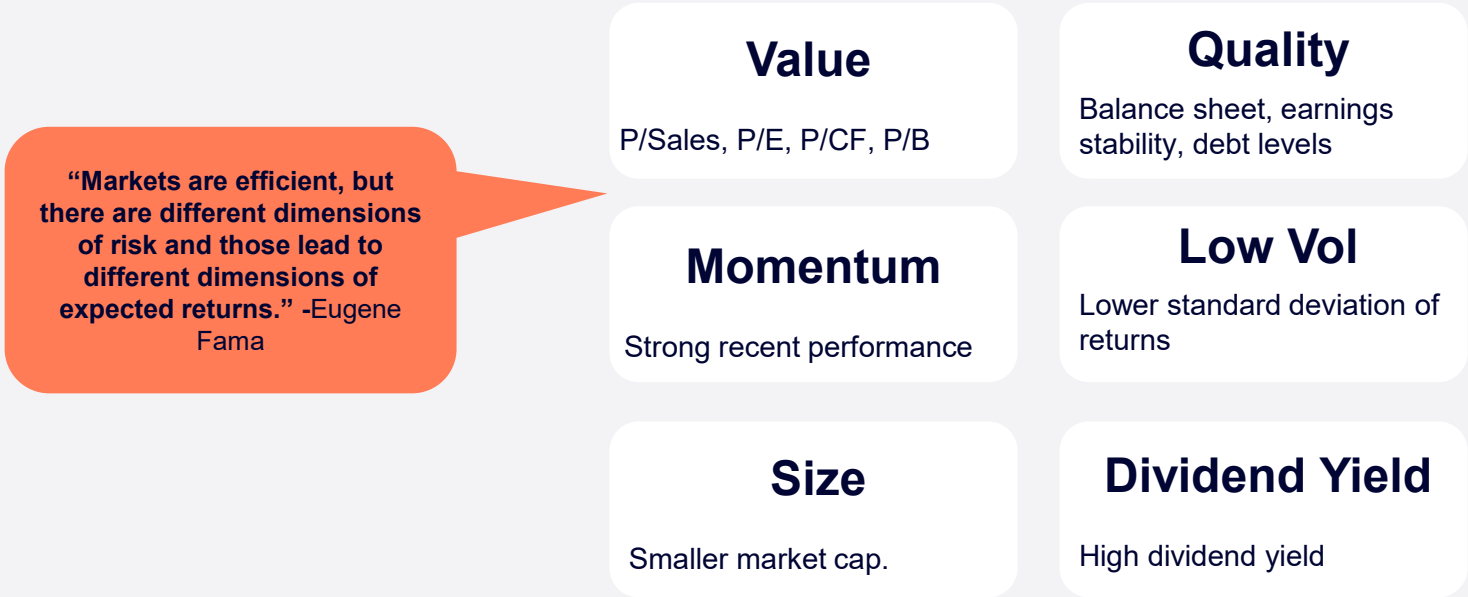 “Markets are efficient, but
there are different dimensions
of risk and those lead to
different dimensions of
expected returns.” -Eugene
Fama
Value
P/Sales, P/E, P/CF, P/B
Quality
Balance sheet, earnings
stability, debt levels
Momentum
Strong recent performance
Low Vol
Lower standard deviation of
returns
Size
Smaller market cap.
Dividend Yield
High dividend yield